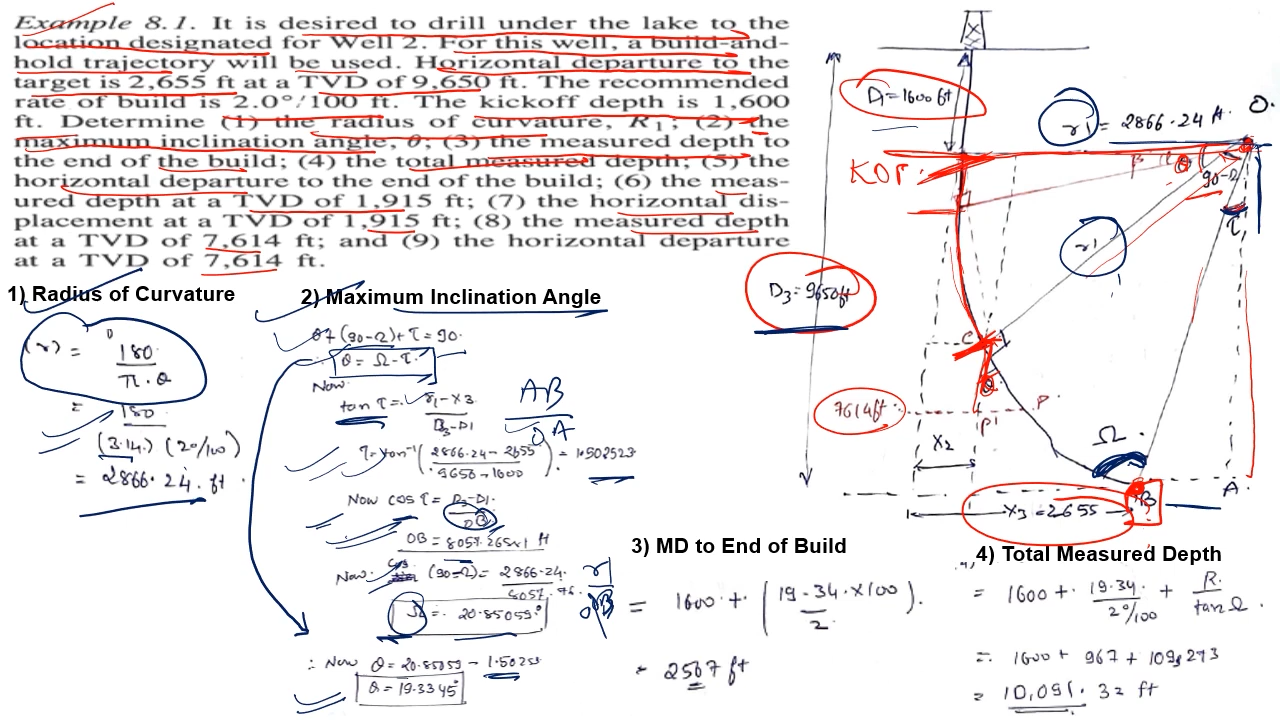 Example 8.1. It is desired to drill under the lake to the
location designated for Well 2. For this well, a build-and-
hold trajectory will be used. Horizontal departure to the
target is 2,655 ft at a TVD of 9,650 ft. The recommended
rate of build is 2.0°/100 ft. The kickoff depth is 1,600
ft. Determine (1) the radius of curvature, R1; (2) the
maximum inclination angle, θ; (3) the measured depth to
the end of the build; (4) the total measured depth; (5) the
horizontal departure to the end of the build; (6) the meas-
ured depth at a TVD of 1,915 ft; (7) the horizontal dis-
placement at a TVD of 1,915 ft; (8) the measured depth
at a TVD of 7,614 ft; and (9) the horizontal departure
at a TVD of 7,614 ft.
1) Radius of Curvature
(r) = 180 / π.θ
= 180
(3.14) (2°/100)
= 2866.24 ft.
2) Maximum Inclination Angle
θ+(90-Ω)+τ=90.
∴ θ = Ω-τ.
Now
tan τ = r1-x3 / D3-D1
AB / OA
τ=tan⁻¹ (2866.24-2655 / 9650-1600) = 1.502523
Now cos τ = D3-D1 / OB
OB = 8057.26541 ft
Now cos (90-Ω) = 2866.24 / 8057.26
r1 / OB
Ω = 20.85059°
∴ Now θ = 20.85059 - 1.50253
θ = 19.3345°
3) MD to End of Build
= 1600 + (19.34 × 100 / 2).
= 2567 ft
4) Total Measured Depth
= 1600 + 19.34 / 2°/100 + R / tan Ω.
= 1600 + 967 +
= 10,091.32 ft
D1=1600 ft
r1 = 2866.24 ft
O.
KOP
θ
90-Ω
τ
r1
D3=9650ft
C
θ
7614ft
P
P'
X2
Ω
B
A
X3 = 2655